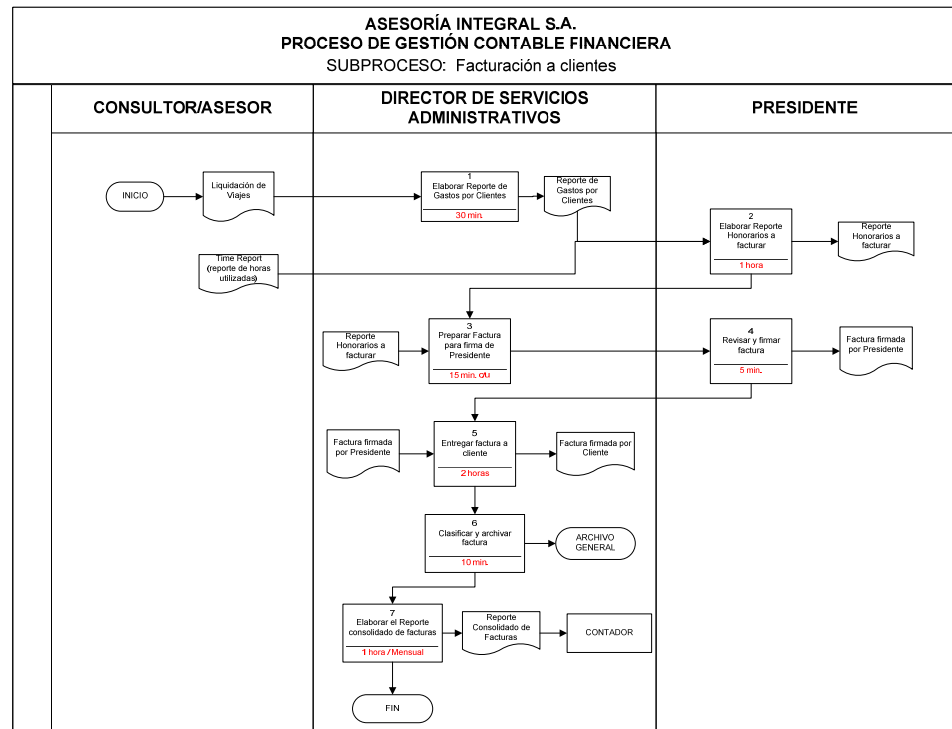 ASESORÍA INTEGRAL S.A.
PROCESO DE GESTIÓN CONTABLE FINANCIERA
SUBPROCESO: Facturación a clientes
CONSULTOR/ASESOR
DIRECTOR DE SERVICIOS
ADMINISTRATIVOS
PRESIDENTE
INICIO
Liquidación de
Viajes
1
Elaborar Reporte de
Gastos por Clientes
30 min.
Reporte de
Gastos por
Clientes
2
Elaborar Reporte
Honorarios a
facturar
1 hora
Reporte
Honorarios a
facturar
Time Report
(reporte de horas
utilizadas)
Reporte
Honorarios a
facturar
3
Preparar Factura
para firma de
Presidente
15 min. c/u
4
Revisar y firmar
factura
5 min.
Factura firmada
por Presidente
Factura firmada
por Presidente
5
Entregar factura a
cliente
2 horas
Factura firmada por
Cliente
6
Clasificar y archivar
factura
10 min.
ARCHIVO
GENERAL
7
Elaborar el Reporte
consolidado de facturas
1 hora / Mensual
Reporte
Consolidado de
Facturas
CONTADOR
FIN